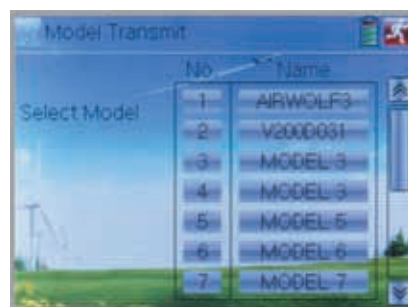 Model Transmit
No Name
Select Model
1 AIRWOLF3
2 V200D031
3 MODEL 3
4 MODEL 3
5 MODEL 5
6 MODEL 6
7 MODEL 7